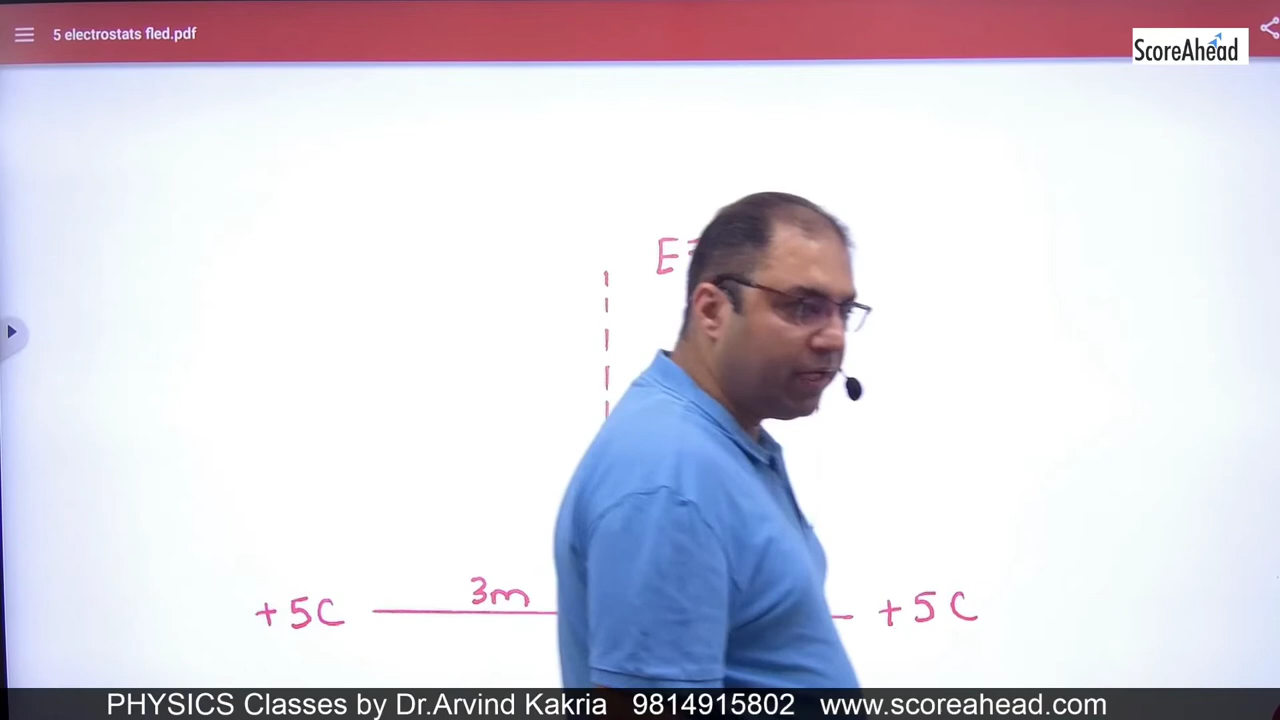 5 electrostats fled.pdf
ScoreAhead
E=
3m
+5C
+5C
PHYSICS Classes by Dr.Arvind Kakria 9814915802 www.scoreahead.com